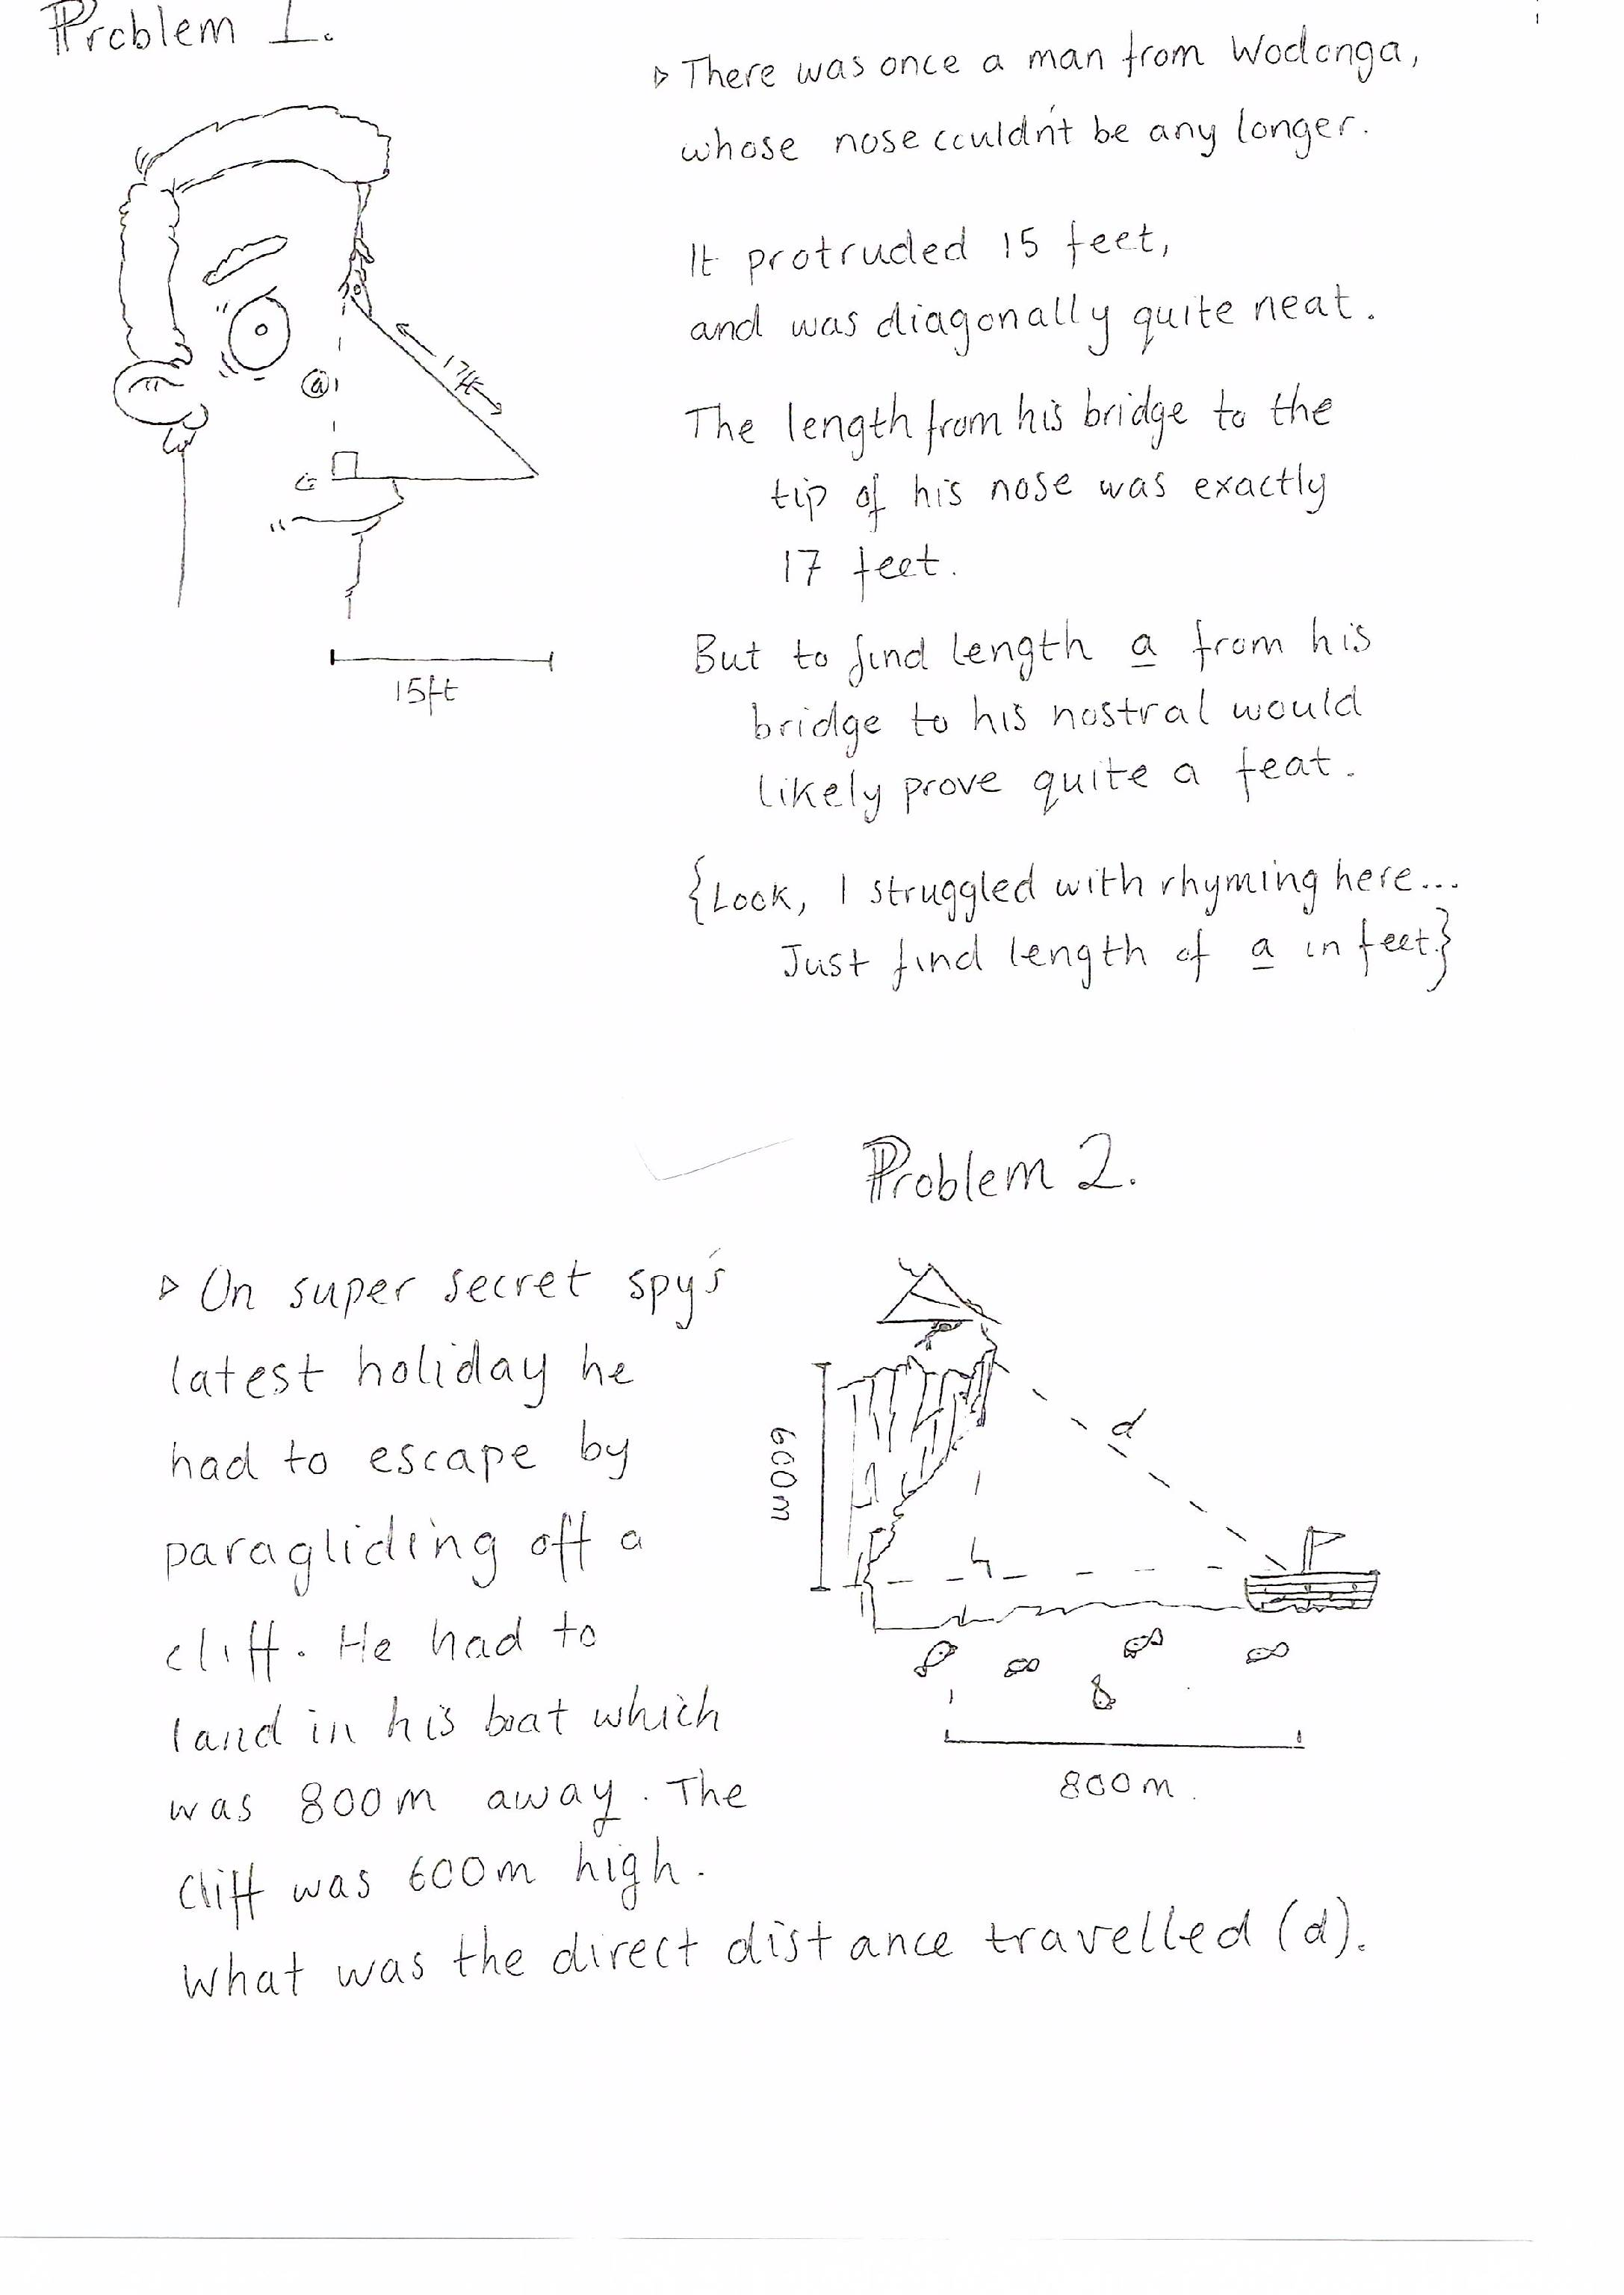 Problem 1.
▷ There was once a man from Wodonga,
whose nose couldn't be any longer.
It protruded 15 feet,
and was diagonally quite neat.
The length from his bridge to the
tip of his nose was exactly
17 feet.
But to find length a from his
bridge to his nostral would
likely prove quite a feat.
{Look, I struggled with rhyming here...
Just find length of a in feet.}
17ft
a
15ft
Problem 2.
▷ On super secret spy's
latest holiday he
had to escape by
paragliding off a
cliff. He had to
land in his boat which
was 800m away. The
cliff was 600m high.
What was the direct distance travelled (d).
600m
d
800m.